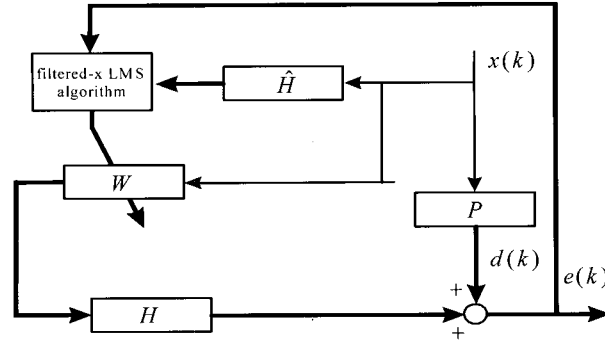 x(k)
filtered-x LMS
algorithm
Ĥ
W
P
d(k)
e(k)
+
H
+